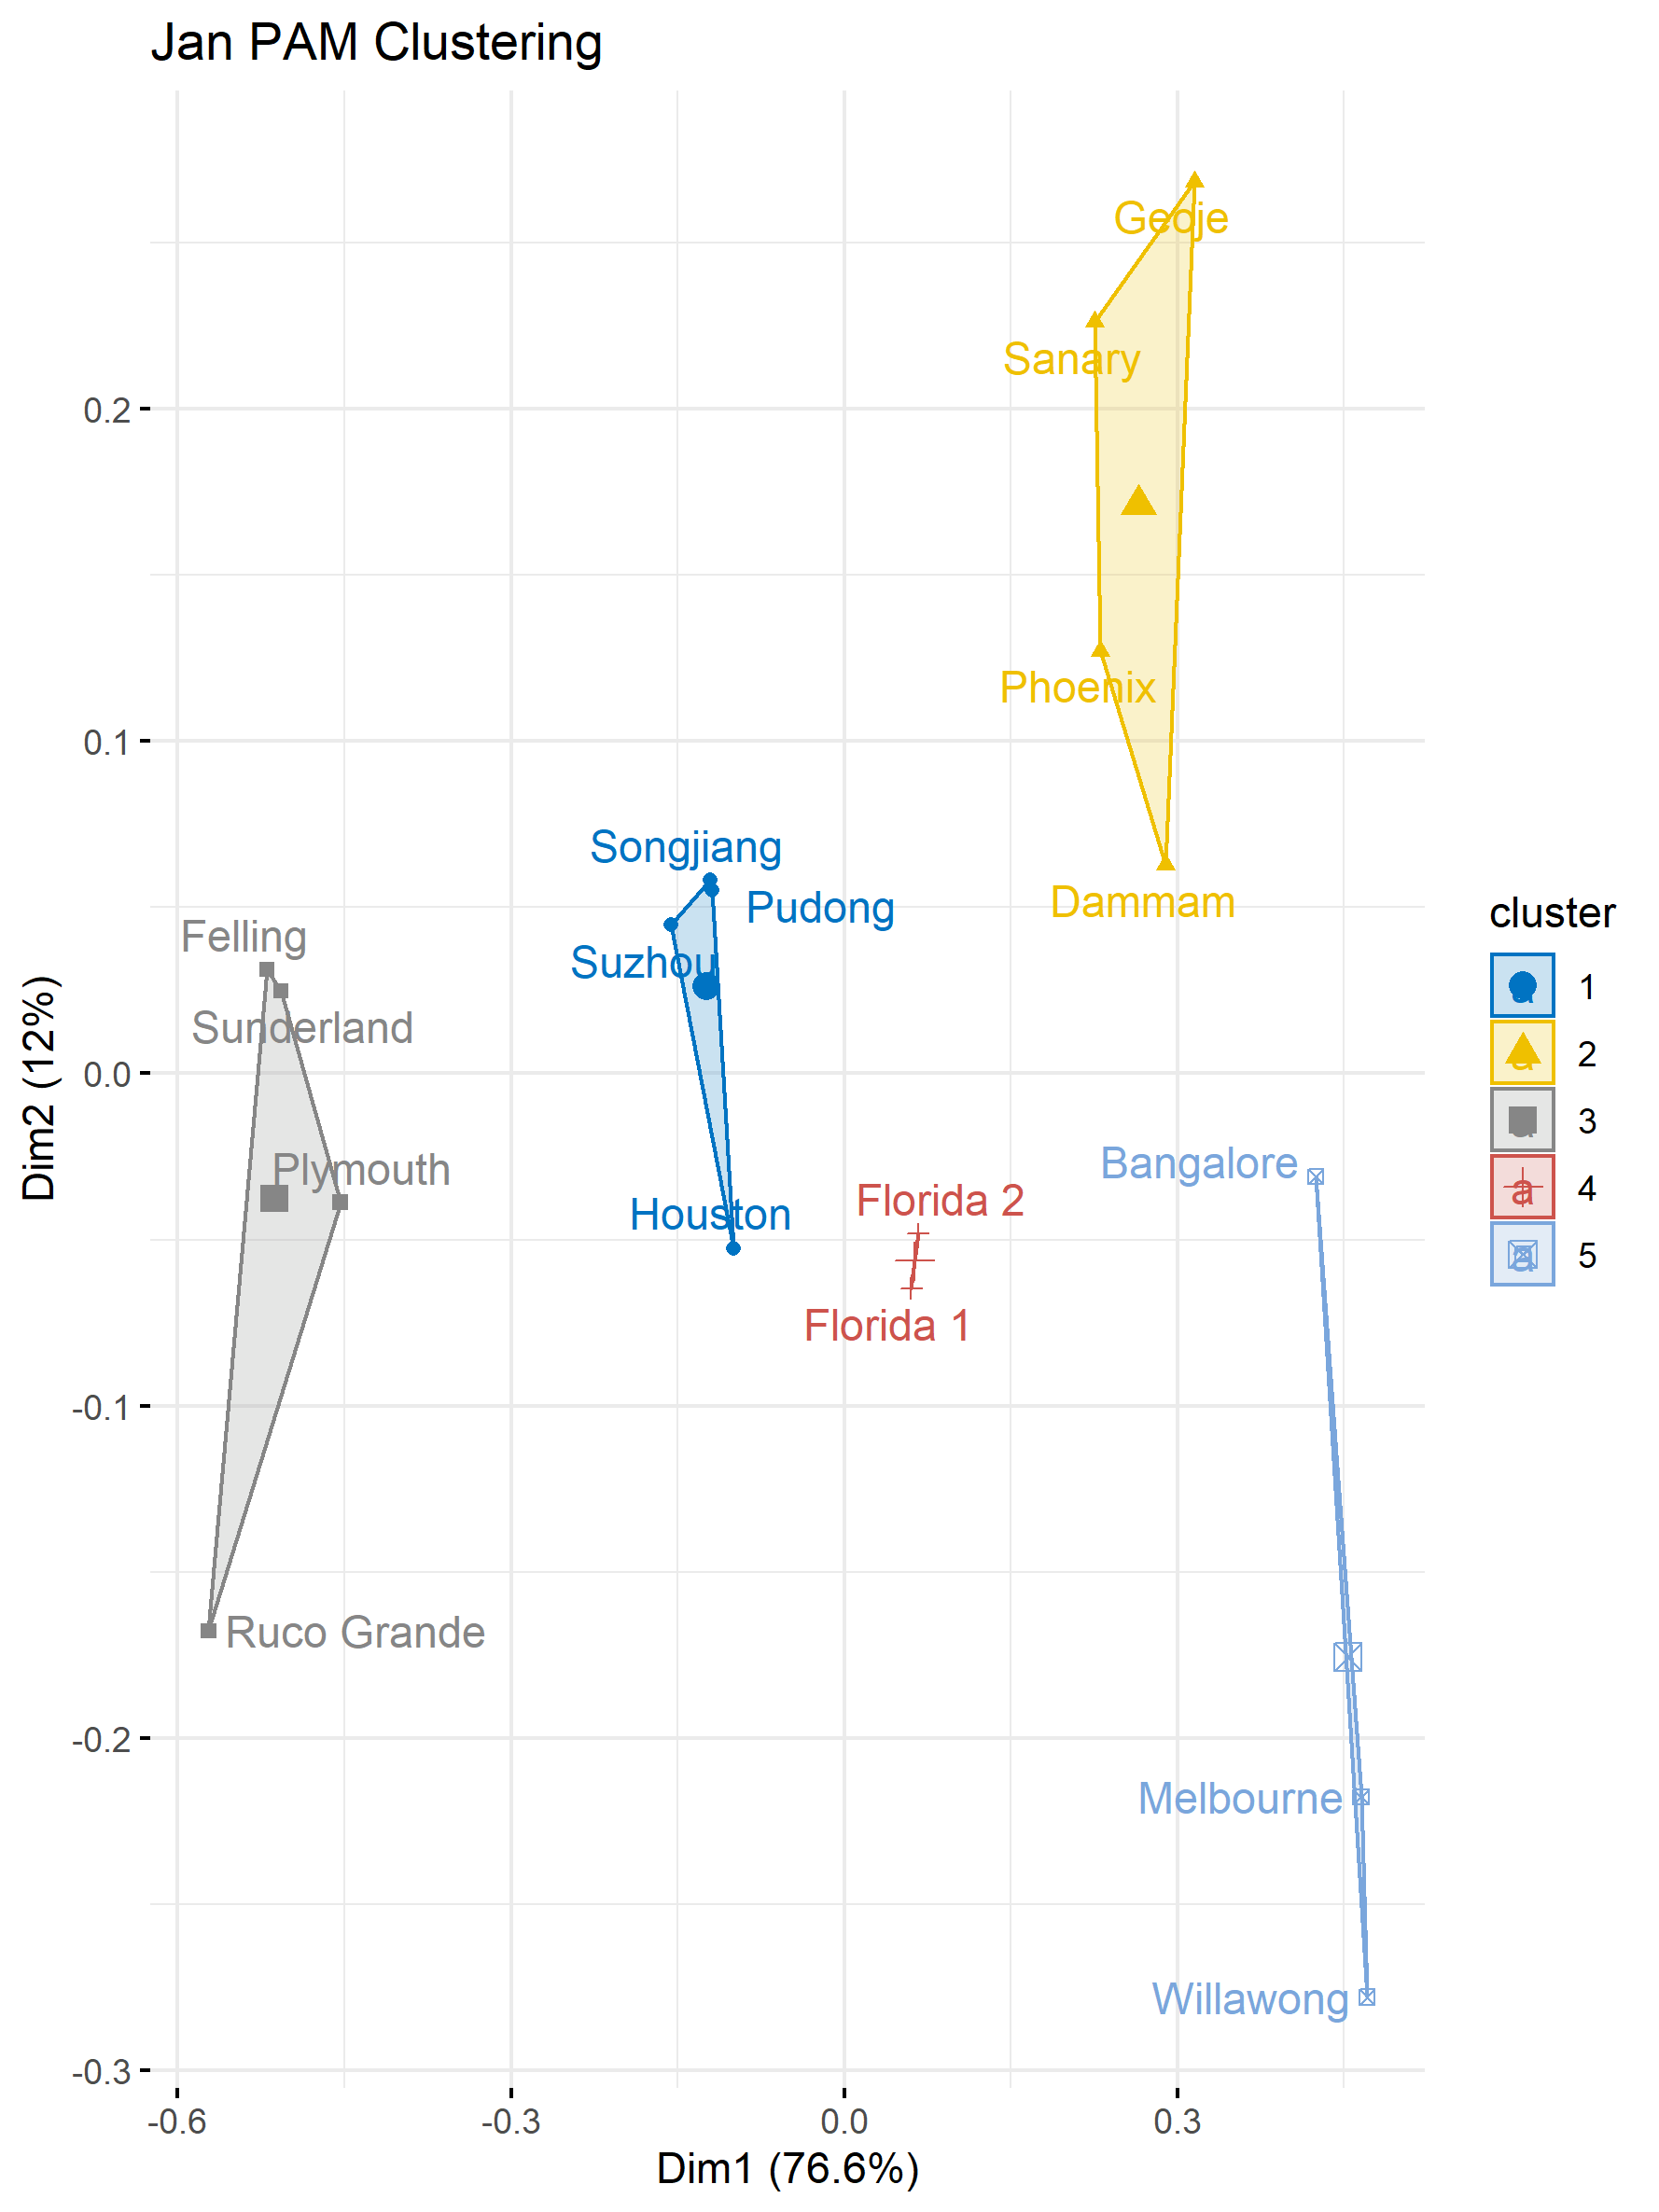 Jan PAM Clustering
Geoje
Sanary
0.2
Phoenix
0.1
Songjiang
Dammam
Pudong
cluster
Felling
Suzhou
1
Sunderland
2
0.0
Dim2 (12%)
3
Plymouth
Bangalore
4
Florida 2
Houston
5
Florida 1
-0.1
Ruco Grande
-0.2
Melbourne
Willawong
-0.3
-0.6
-0.3
0.0
0.3
Dim1 (76.6%)